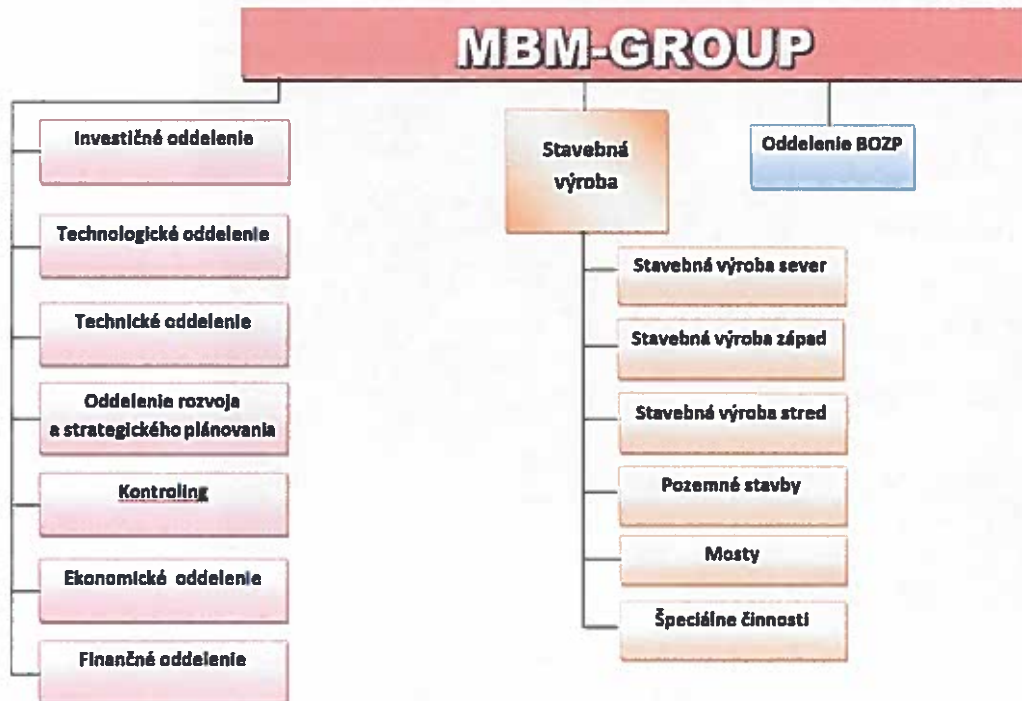 MBM-GROUP
Investičné oddelenie
Technologické oddelenie
Technické oddelenie
Oddelenie rozvoja
a strategického plánovania
Kontroling
Ekonomické oddelenie
Finančné oddelenie
Stavebná
výroba
Stavebná výroba sever
Stavebná výroba západ
Stavebná výroba stred
Pozemné stavby
Mosty
Špeciálne činnosti
Oddelenie BOZP